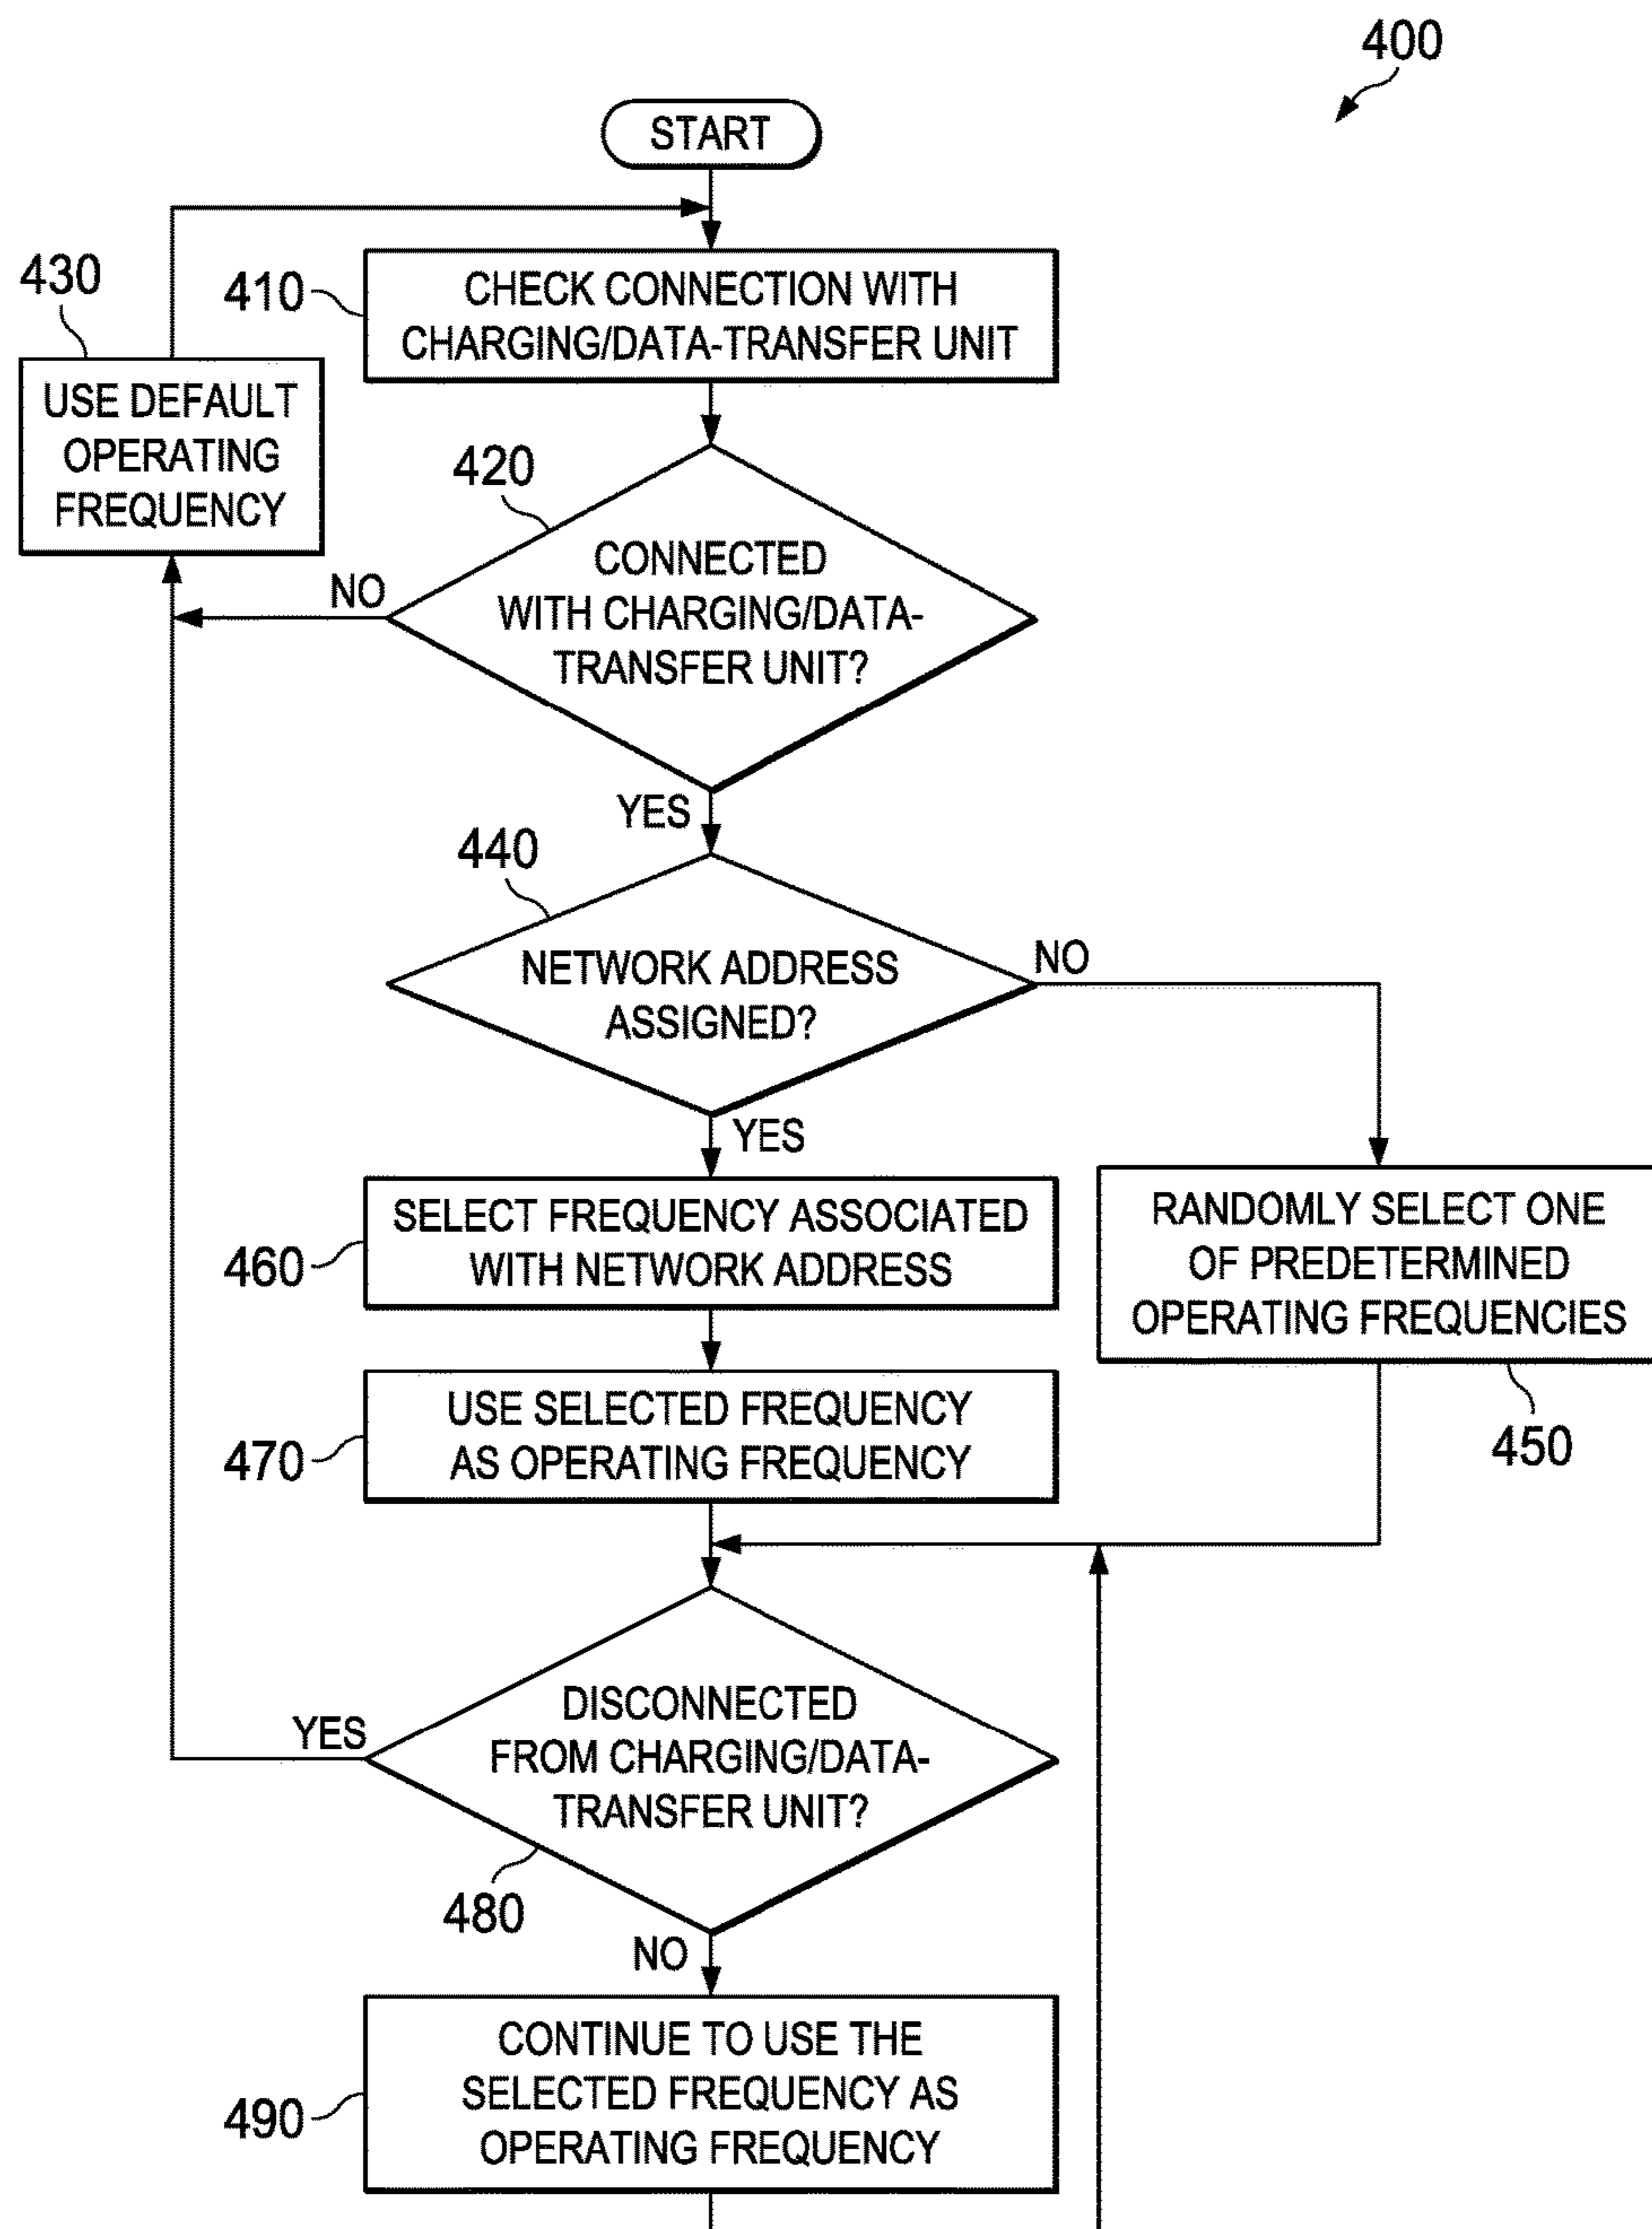 400
START
430
410
CHECK CONNECTION WITH
CHARGING/DATA-TRANSFER UNIT
USE DEFAULT
OPERATING
FREQUENCY
420
CONNECTED
WITH CHARGING/DATA-
TRANSFER UNIT?
NO
YES
440
NETWORK ADDRESS
ASSIGNED?
NO
YES
460
SELECT FREQUENCY ASSOCIATED
WITH NETWORK ADDRESS
RANDOMLY SELECT ONE
OF PREDETERMINED
OPERATING FREQUENCIES
450
470
USE SELECTED FREQUENCY
AS OPERATING FREQUENCY
DISCONNECTED
FROM CHARGING/DATA-
TRANSFER UNIT?
YES
480
NO
490
CONTINUE TO USE THE
SELECTED FREQUENCY AS
OPERATING FREQUENCY